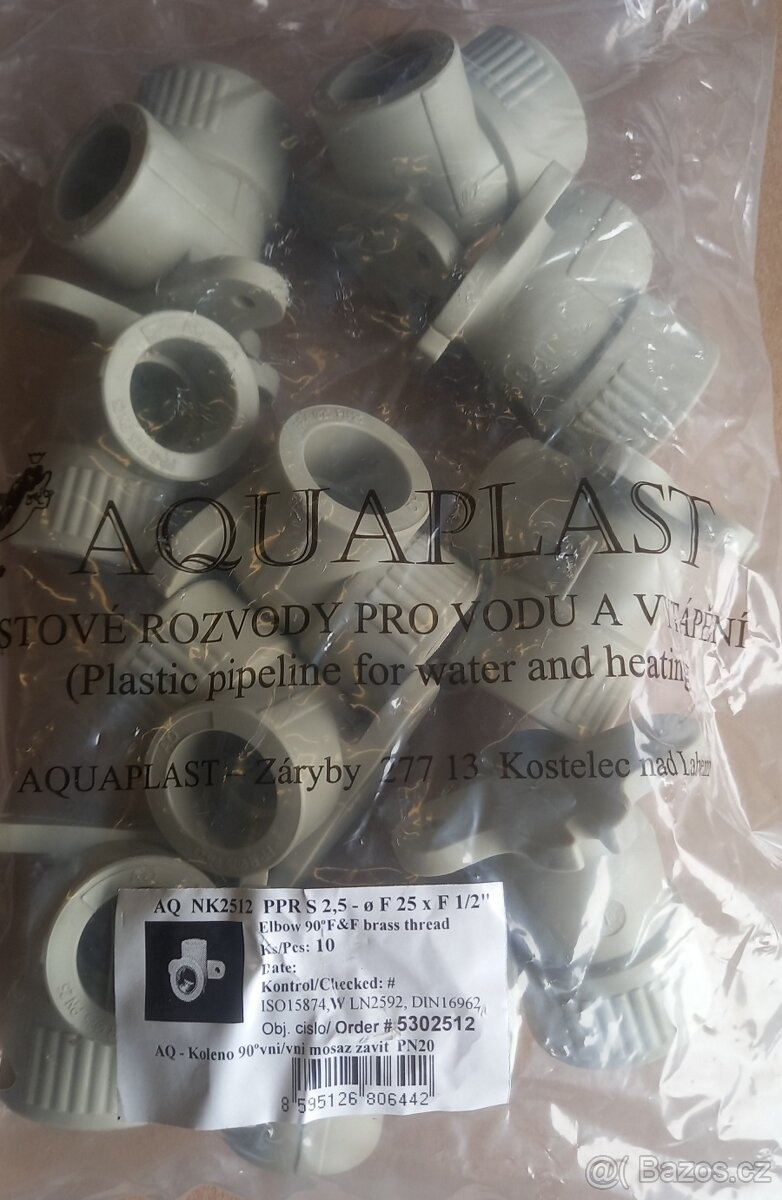 AQUAPLAST
STOVÉ ROZVODY PRO VODU A VYTÁPĚNÍ
(Plastic pipeline for water and heating
AQUAPLAST – Záryby 277 13 Kostelec nad Labem
AQ NK2512 PPR S 2,5 - ø F 25 x F 1/2"
Elbow 90°F&F brass thread
Ks/Pcs: 10
Date:
Kontrol/Checked: #
ISO15874,W LN2592, DIN16962,
Obj. cislo/ Order # 5302512
AQ - Koleno 90°vni/vni mosaz zavit PN20
8 595126 806442
@( Bazos.cz